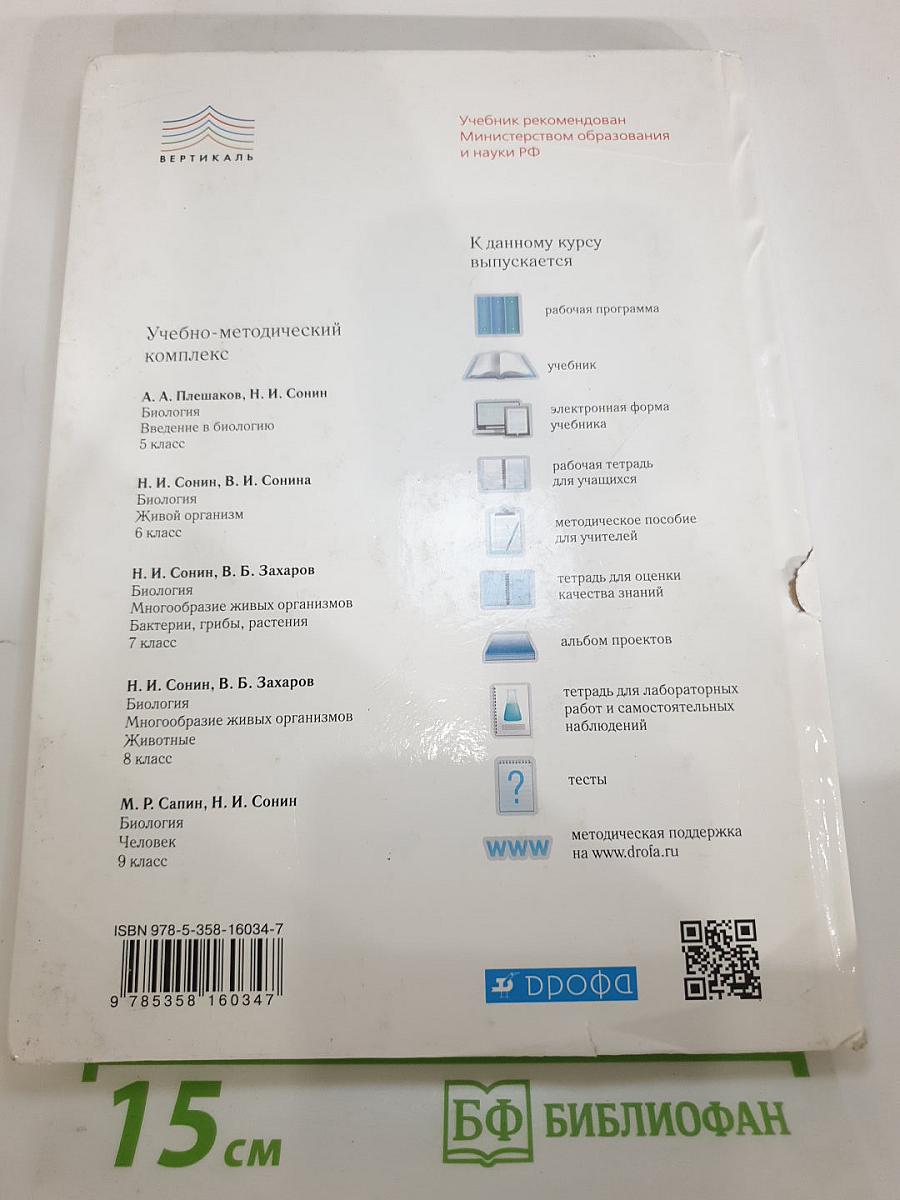 ВЕРТИКАЛЬ
Учебник рекомендован
Министерством образования
и науки РФ
Учебно-методический
комплекс
А. А. Плешаков, Н. И. Сонин
Биология
Введение в биологию
5 класс
Н. И. Сонин, В. И. Сонина
Биология
Живой организм
6 класс
Н. И. Сонин, В. Б. Захаров
Биология
Многообразие живых организмов
Бактерии, грибы, растения
7 класс
Н. И. Сонин, В. Б. Захаров
Биология
Многообразие живых организмов
Животные
8 класс
М. Р. Сапин, Н. И. Сонин
Биология
Человек
9 класс
К данному курсу
выпускается
рабочая программа
учебник
электронная форма
учебника
рабочая тетрадь
для учащихся
методическое пособие
для учителей
тетрадь для оценки
качества знаний
альбом проектов
тетрадь для лабораторных
работ и самостоятельных
наблюдений
?
тесты
www
методическая поддержка
на www.drofa.ru
ISBN 978-5-358-16034-7
9 785358 160347
дрофа
15 см
БФ БИБЛИОФАН